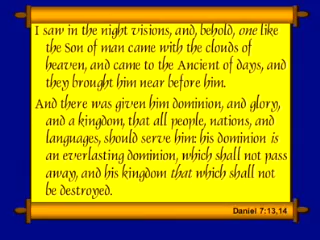 I saw in the night visions, and, behold, one like
the Son of man came with the clouds of
heaven, and came to the Ancient of days, and
they brought him near before him.
And there was given him dominion, and glory,
and a kingdom, that all people, nations, and
languages, should serve him: his dominion is
an everlasting dominion, which shall not pass
away, and his kingdom that which shall not
be destroyed.
Daniel 7:13,14